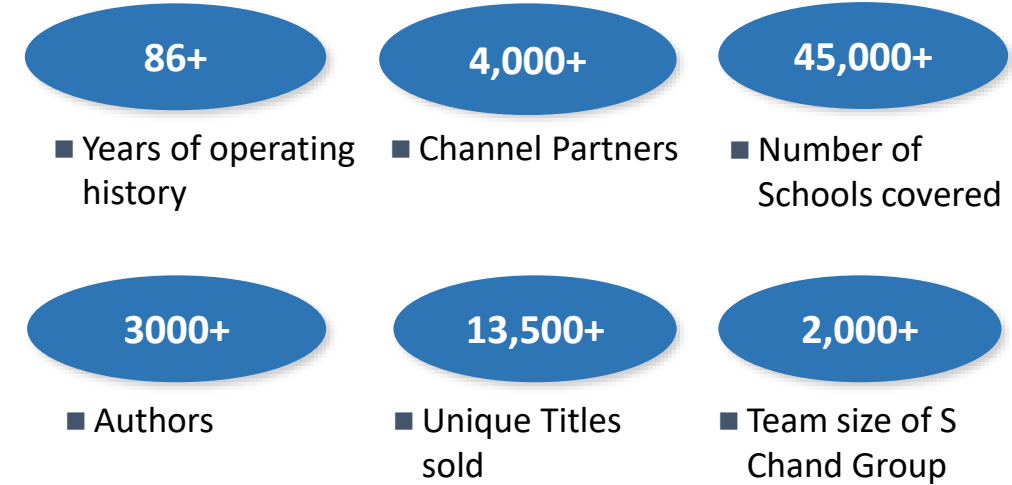 86+
4,000+
45,000+
■ Years of operating
history
■ Channel Partners
■ Number of
Schools covered
3000+
13,500+
2,000+
■ Authors
■ Unique Titles
sold
■ Team size of S
Chand Group